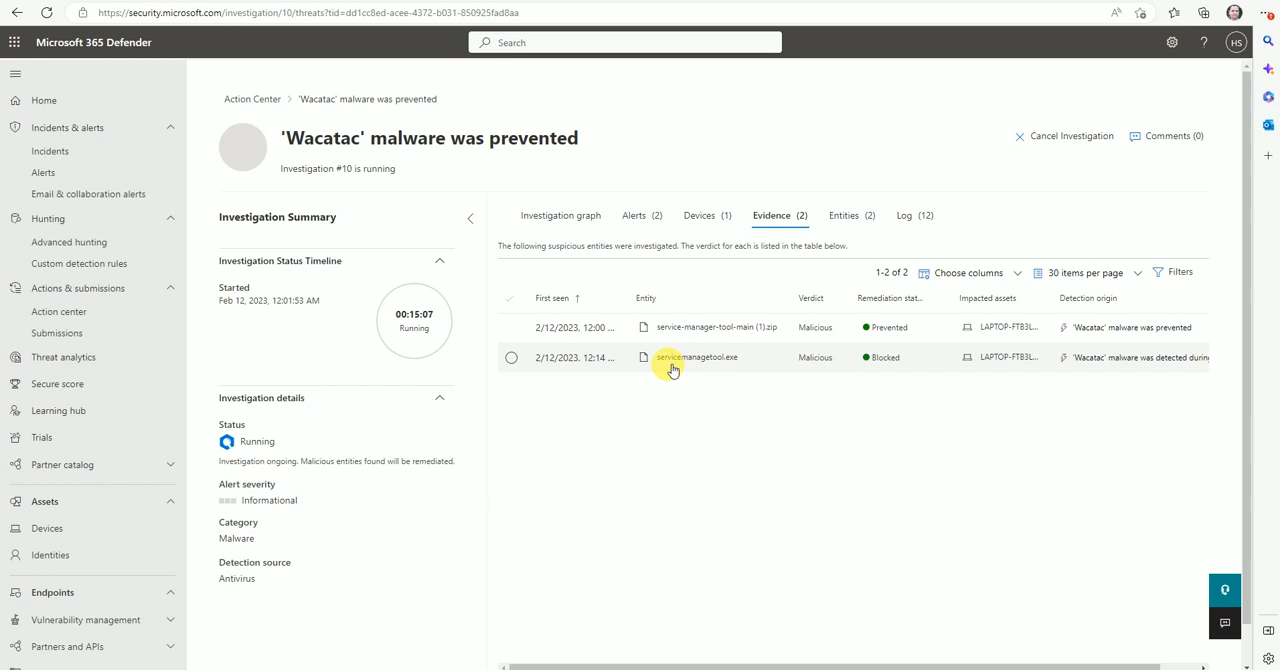 https://security.microsoft.com/investigation/10/threats?tid=dd1cc8ed-acee-4372-b031-850925fad8aa
Microsoft 365 Defender
Search
HS
Home
Incidents & alerts
Incidents
Alerts
Email & collaboration alerts
Hunting
Advanced hunting
Custom detection rules
Actions & submissions
Action center
Submissions
Threat analytics
Secure score
Learning hub
Trials
Partner catalog
Assets
Devices
Identities
Endpoints
Vulnerability management
Partners and APIs
Action Center > 'Wacatac' malware was prevented
'Wacatac' malware was prevented
Investigation #10 is running
Cancel Investigation
Comments (0)
Investigation Summary
Investigation Status Timeline
Started
Feb 12, 2023, 12:01:53 AM
00:15:07
Running
Investigation details
Status
Running
Investigation ongoing. Malicious entities found will be remediated.
Alert severity
Informational
Category
Malware
Detection source
Antivirus
Investigation graph Alerts (2) Devices (1) Evidence (2) Entities (2) Log (12)
The following suspicious entities were investigated. The verdict for each is listed in the table below.
1-2 of 2 Choose columns 30 items per page Filters
First seen ↑ Entity Verdict Remediation stat... Impacted assets Detection origin
2/12/2023, 12:00 ... service-manager-tool-main (1).zip Malicious Prevented LAPTOP-FTB3L... 'Wacatac' malware was prevented
2/12/2023, 12:14 ... servicemanagetool.exe Malicious Blocked LAPTOP-FTB3L... 'Wacatac' malware was detected during